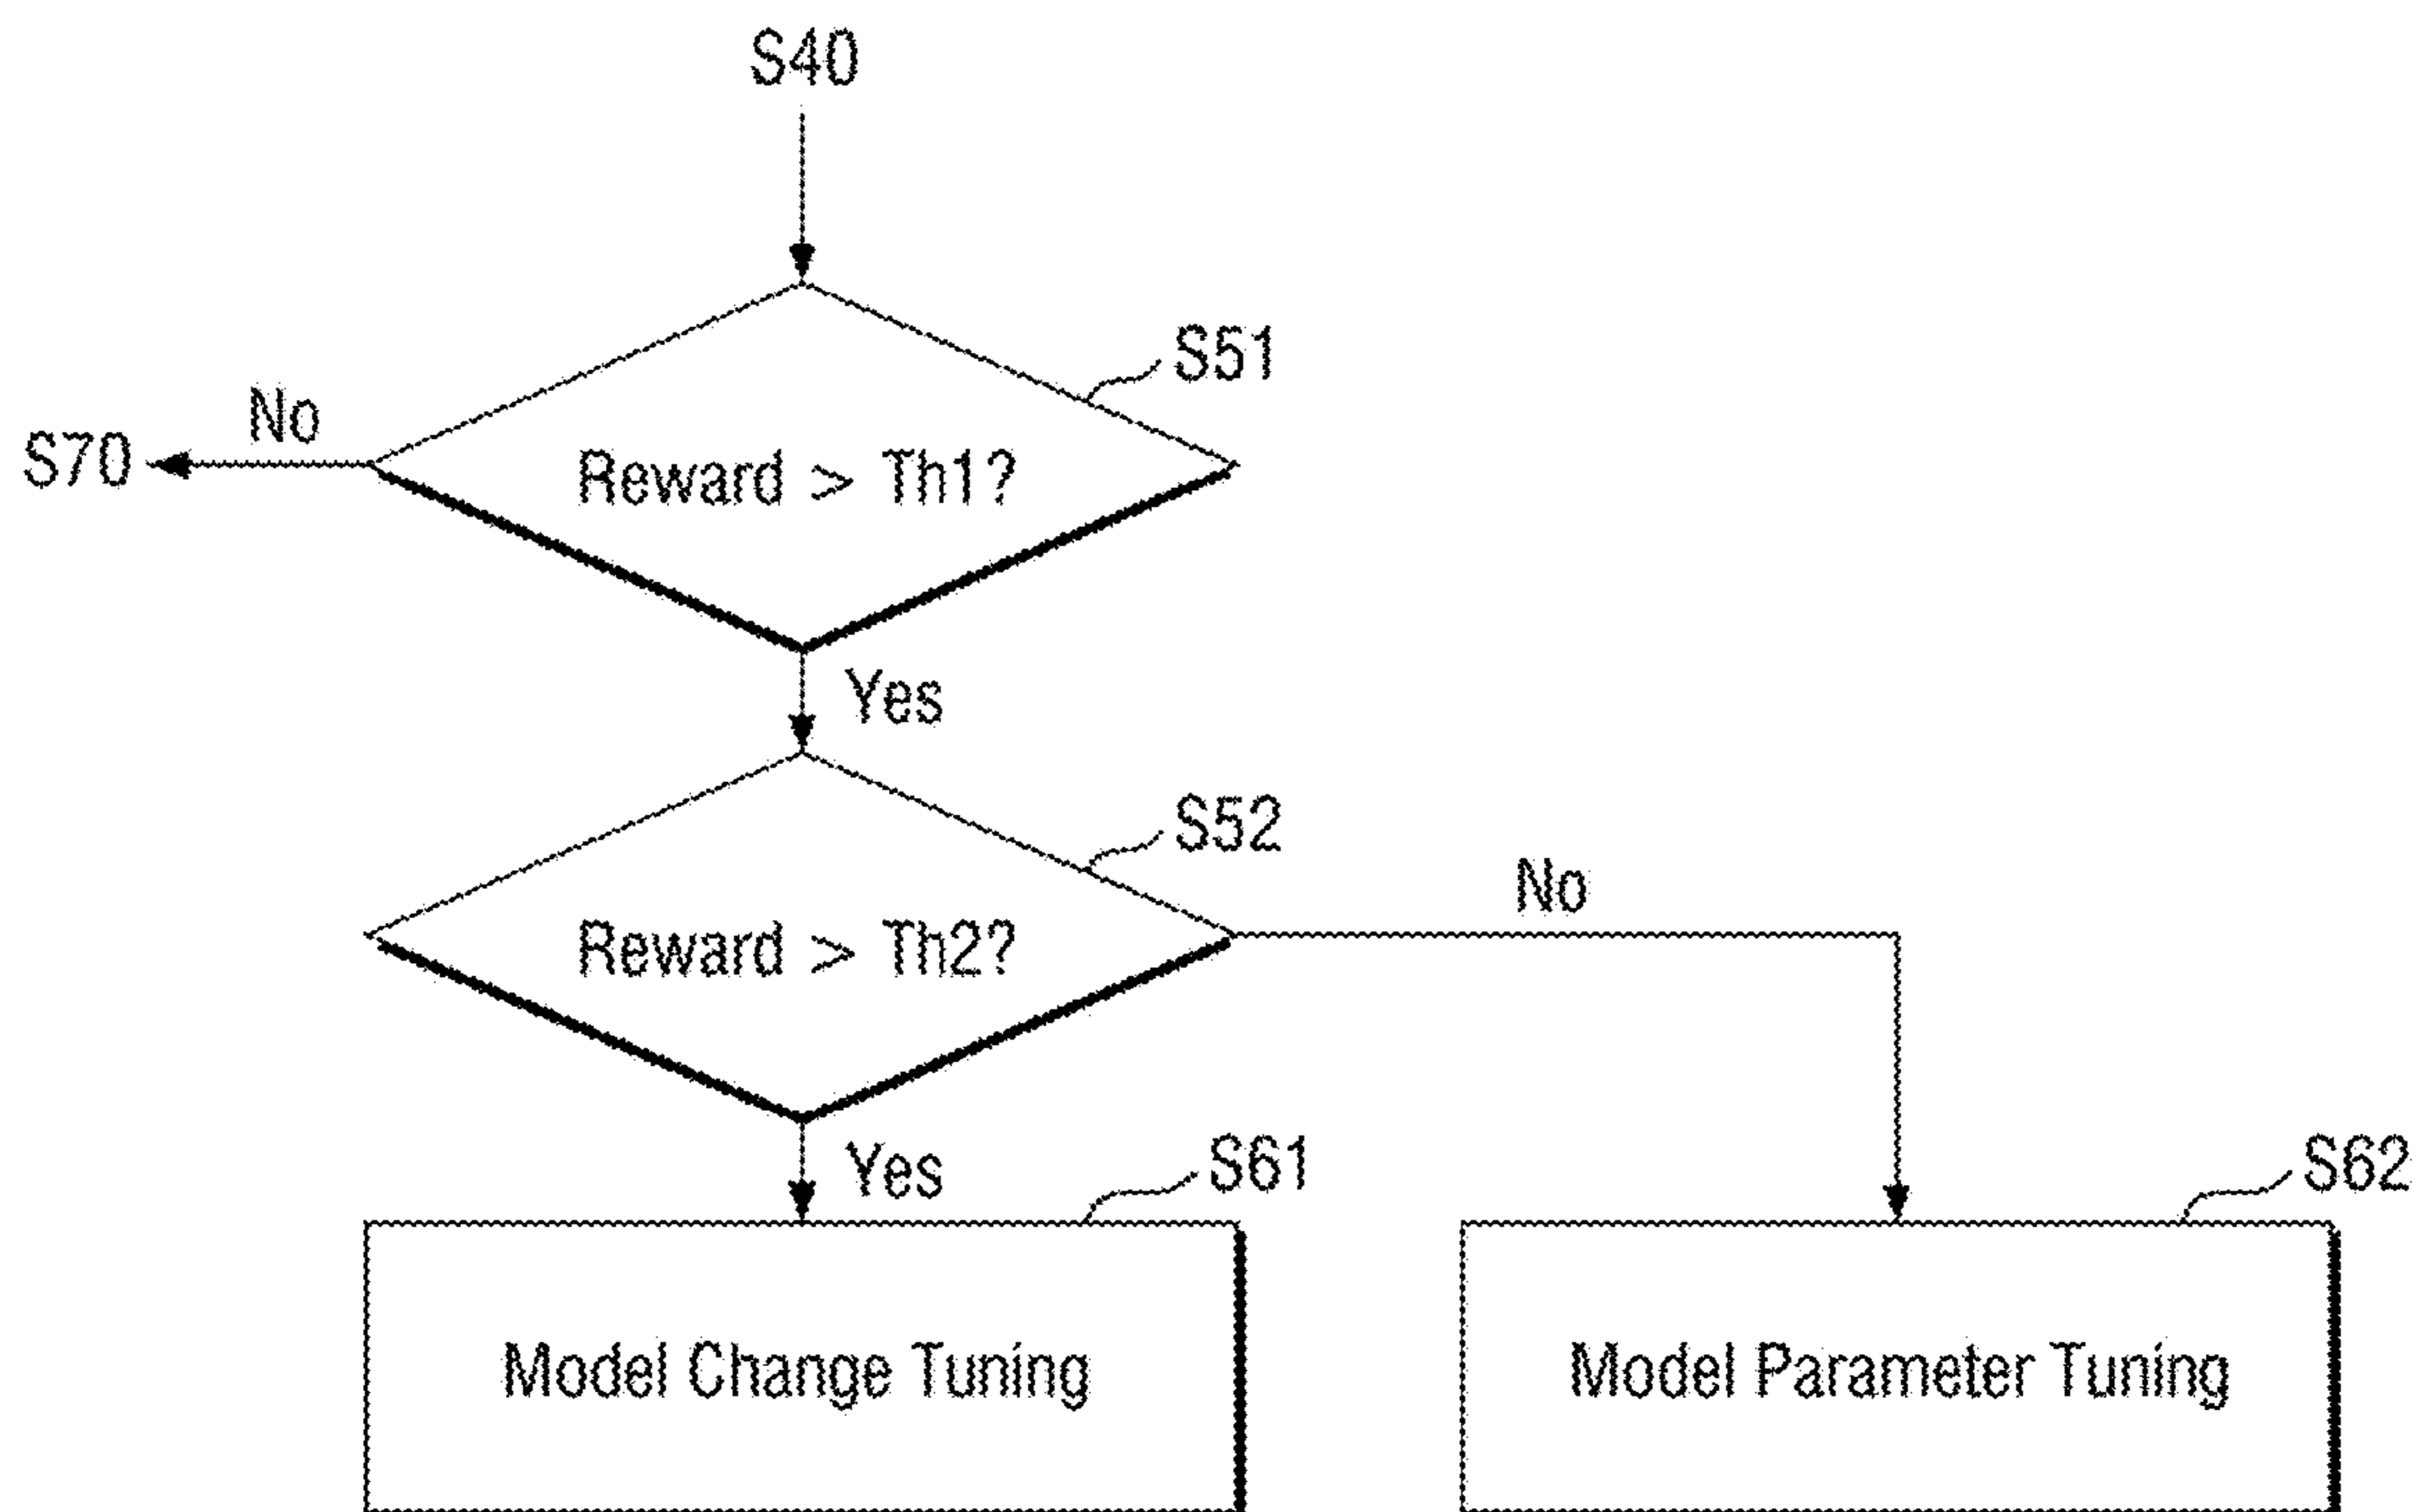 S40
S51
No
S70
Reward > Th1?
Yes
S52
No
Reward > Th2?
Yes
S61
S62
Model Change Tuning
Model Parameter Tuning